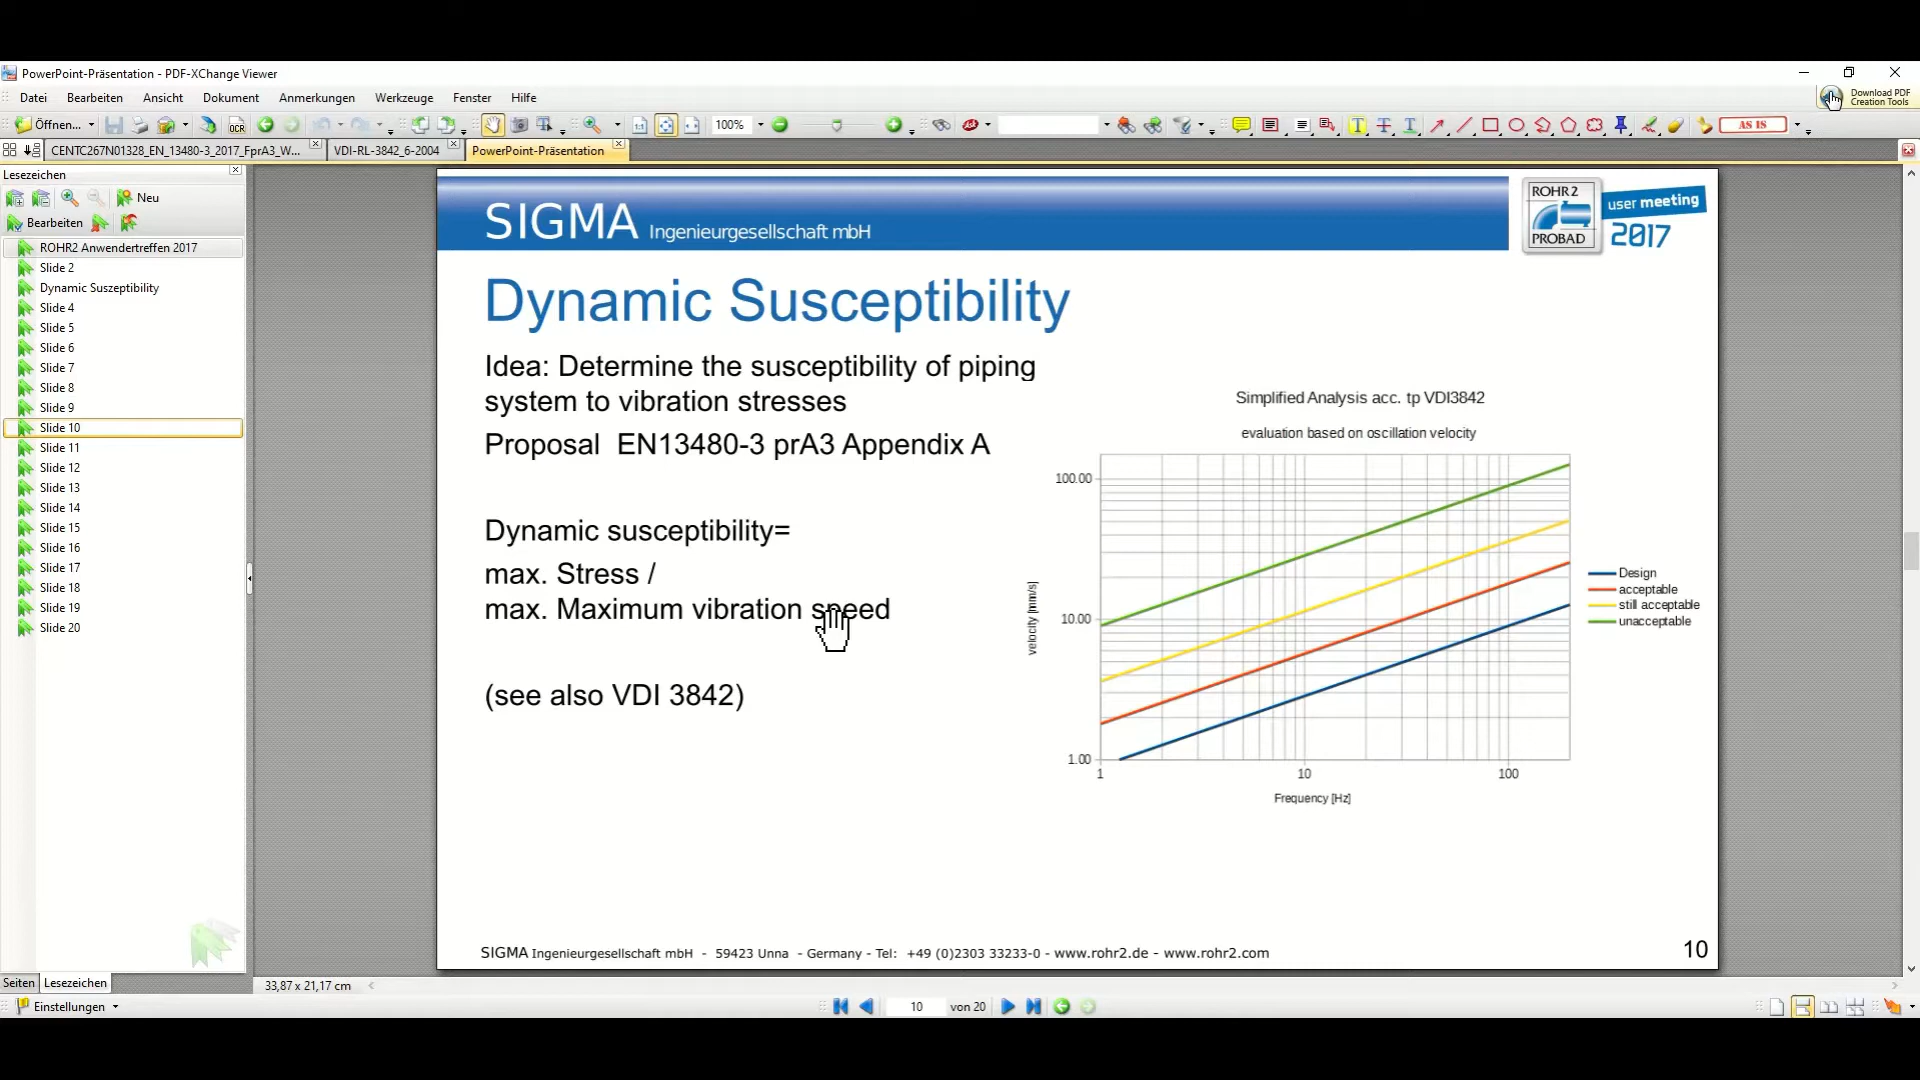 PowerPoint-Präsentation - PDF-XChange Viewer
Datei Bearbeiten Ansicht Dokument Anmerkungen Werkzeuge Fenster Hilfe
Download PDF
Creation Tools
Öffnen... OCR 100% AS IS
CENTC267N01328_EN_13480-3_2017_FprA3_W... VDI-RL-3842_6-2004 PowerPoint-Präsentation
Lesezeichen
Neu
Bearbeiten
ROHR2 Anwendertreffen 2017
Slide 2
Dynamic Suszeptibility
Slide 4
Slide 5
Slide 6
Slide 7
Slide 8
Slide 9
Slide 10
Slide 11
Slide 12
Slide 13
Slide 14
Slide 15
Slide 16
Slide 17
Slide 18
Slide 19
Slide 20
Seiten Lesezeichen
SIGMA Ingenieurgesellschaft mbH
ROHR2
PROBAD
user meeting
2017
Dynamic Susceptibility
Idea: Determine the susceptibility of piping
system to vibration stresses
Proposal EN13480-3 prA3 Appendix A
Dynamic susceptibility=
max. Stress /
max. Maximum vibration speed
(see also VDI 3842)
Simplified Analysis acc. tp VDI3842
evaluation based on oscillation velocity
100.00
10.00
1.00
velocity [mm/s]
1 10 100
Frequency [Hz]
Design
acceptable
still acceptable
unacceptable
SIGMA Ingenieurgesellschaft mbH - 59423 Unna - Germany - Tel: +49 (0)2303 33233-0 - www.rohr2.de - www.rohr2.com
10
33,87 x 21,17 cm
Einstellungen
10 von 20